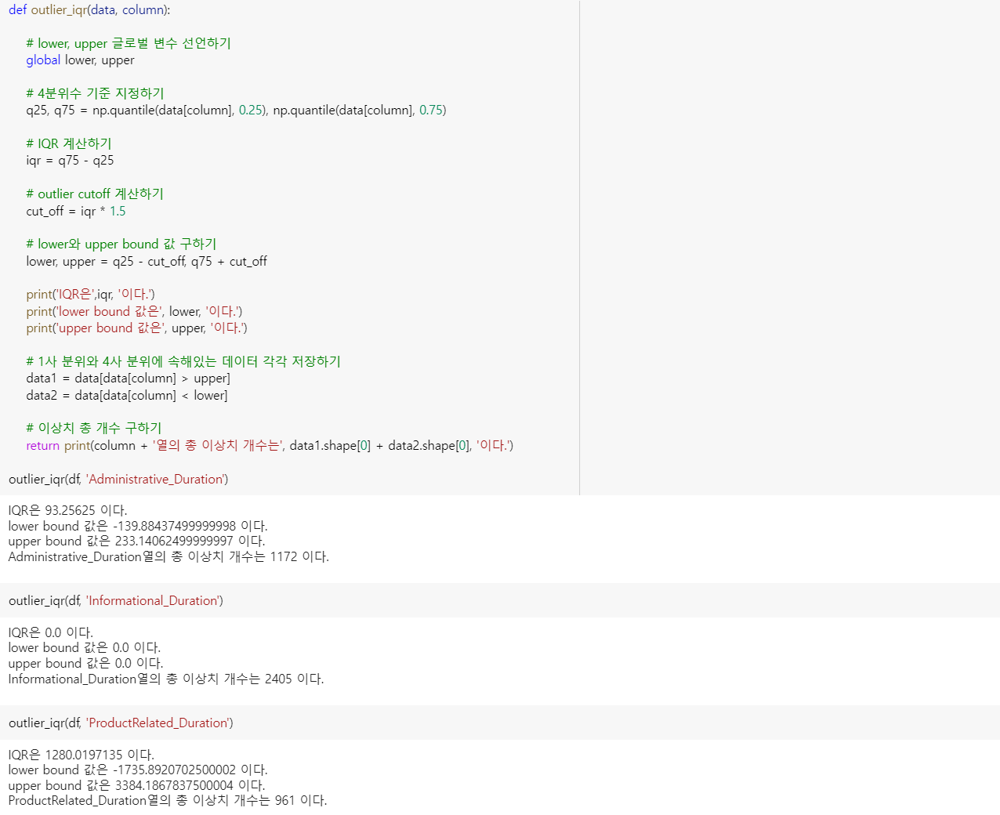 def outlier_iqr(data, column):
# lower, upper 글로벌 변수 선언하기
global lower, upper
# 4분위수 기준 지정하기
q25, q75 = np.quantile(data[column], 0.25), np.quantile(data[column], 0.75)
# IQR 계산하기
iqr = q75 - q25
# outlier cutoff 계산하기
cut_off = iqr * 1.5
# lower와 upper bound 값 구하기
lower, upper = q25 - cut_off, q75 + cut_off
print('IQR은',iqr, '이다.')
print('lower bound 값은', lower, '이다.')
print('upper bound 값은', upper, '이다.')
# 1사 분위와 4사 분위에 속해있는 데이터 각각 저장하기
data1 = data[data[column] > upper]
data2 = data[data[column] < lower]
# 이상치 총 개수 구하기
return print(column + '열의 총 이상치 개수는', data1.shape[0] + data2.shape[0], '이다.')
outlier_iqr(df, 'Administrative_Duration')
IQR은 93.25625 이다.
lower bound 값은 -139.88437499999998 이다.
upper bound 값은 233.14062499999997 이다.
Administrative_Duration열의 총 이상치 개수는 1172 이다.
outlier_iqr(df, 'Informational_Duration')
IQR은 0.0 이다.
lower bound 값은 0.0 이다.
upper bound 값은 0.0 이다.
Informational_Duration열의 총 이상치 개수는 2405 이다.
outlier_iqr(df, 'ProductRelated_Duration')
IQR은 1280.0197135 이다.
lower bound 값은 -1735.8920702500002 이다.
upper bound 값은 3384.1867837500004 이다.
ProductRelated_Duration열의 총 이상치 개수는 961 이다.